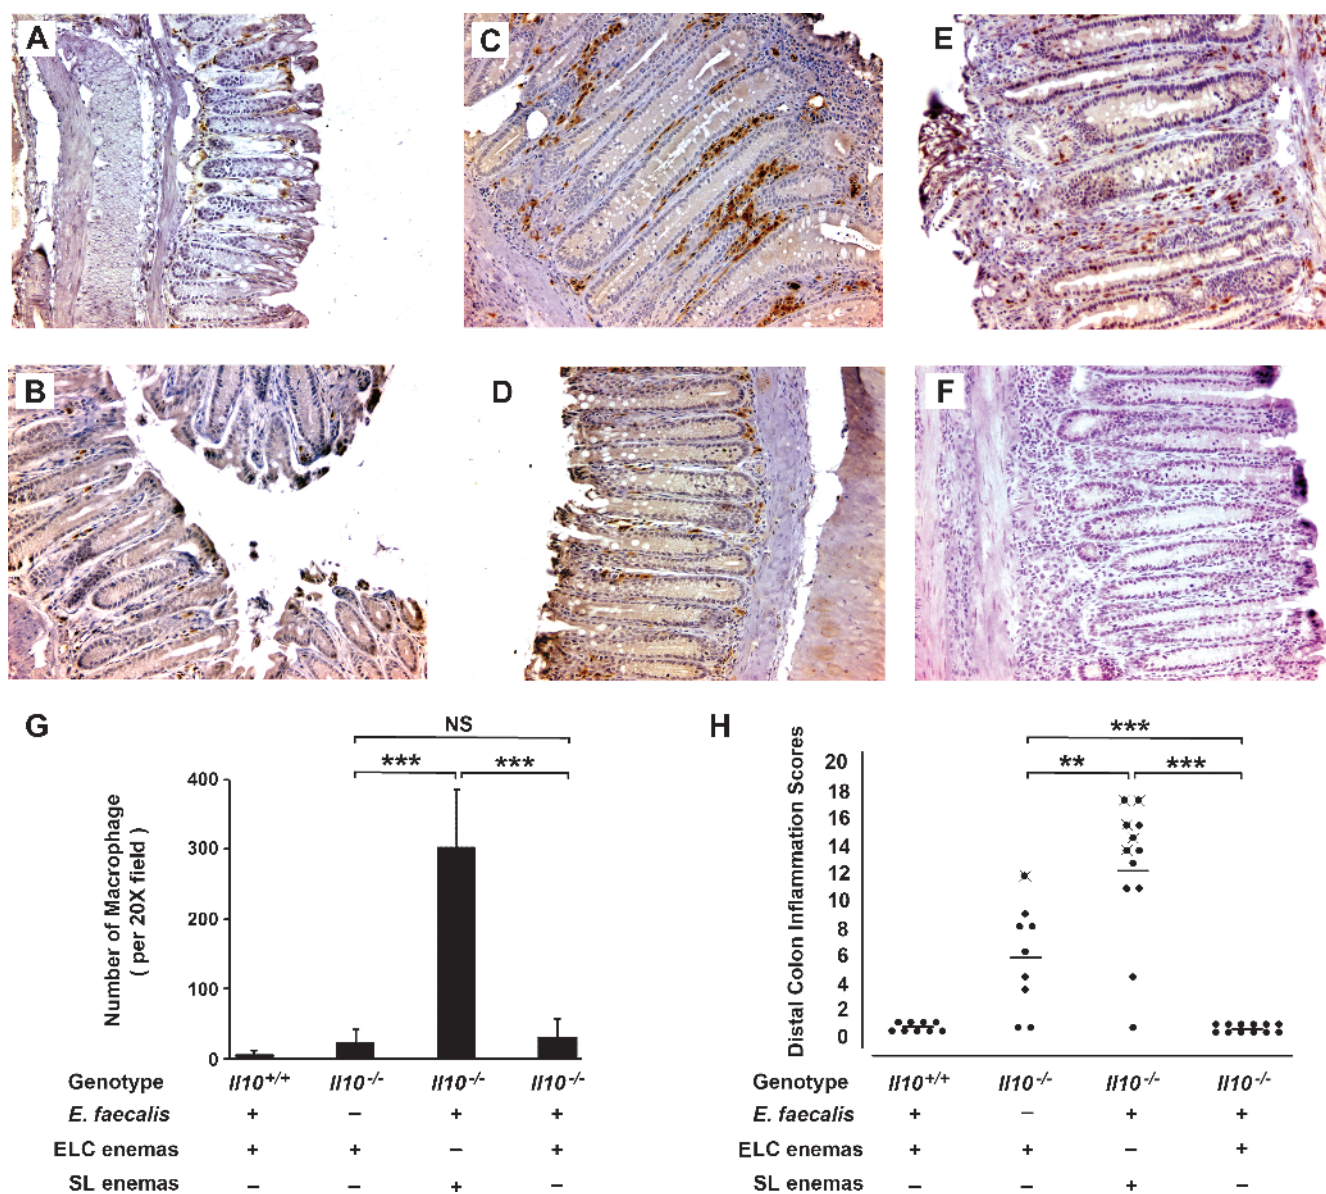 A
C
E
B
D
F
G
NS
*** ***
Number of Macrophage
( per 20X field )
400
300
200
100
0
Genotype Il10+/+ Il10-/- Il10-/- Il10-/-
E. faecalis + – + +
ELC enemas + + – +
SL enemas – – + –
H
***
** ***
Distal Colon Inflammation Scores
20
18
16
14
12
10
8
6
4
2
0
Genotype Il10+/+ Il10-/- Il10-/- Il10-/-
E. faecalis + – + +
ELC enemas + + – +
SL enemas – – + –